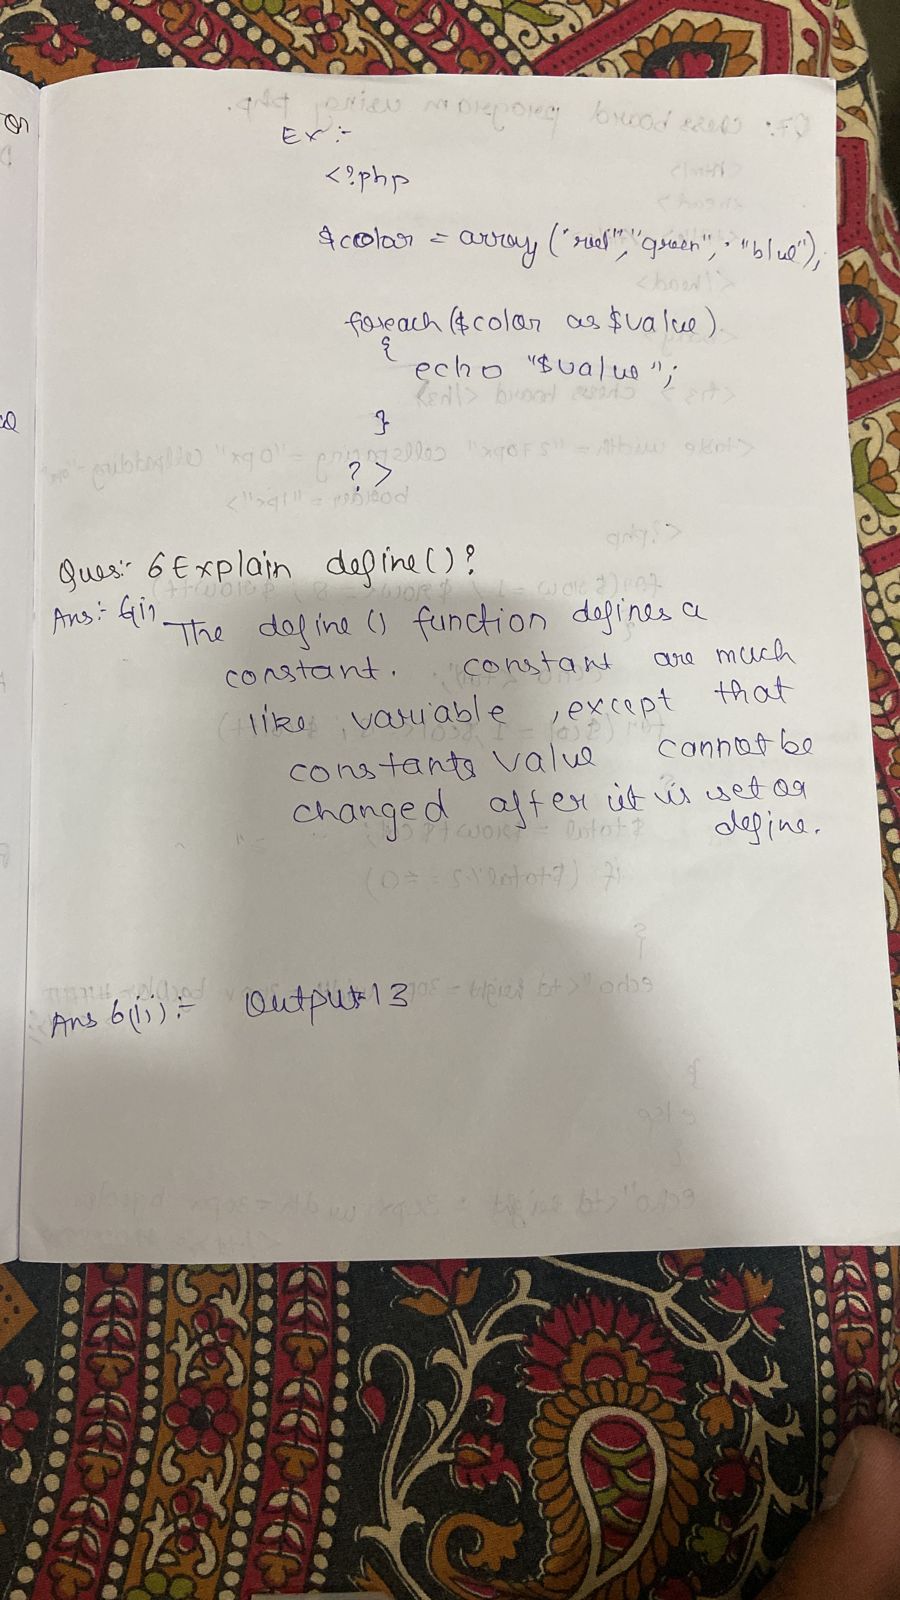 Ex:-
<?php
$color = array ("red", "green", "blue");
foreach ($color as $value)
{
echo "$value";
}
?>
Ques:- 6 Explain define()?
Ans:- 6(i) The define () function defines a
constant. constant are much
like variable, except that
constants value cannot be
changed after it is set or
define.
Ans 6(ii) :- Output 13